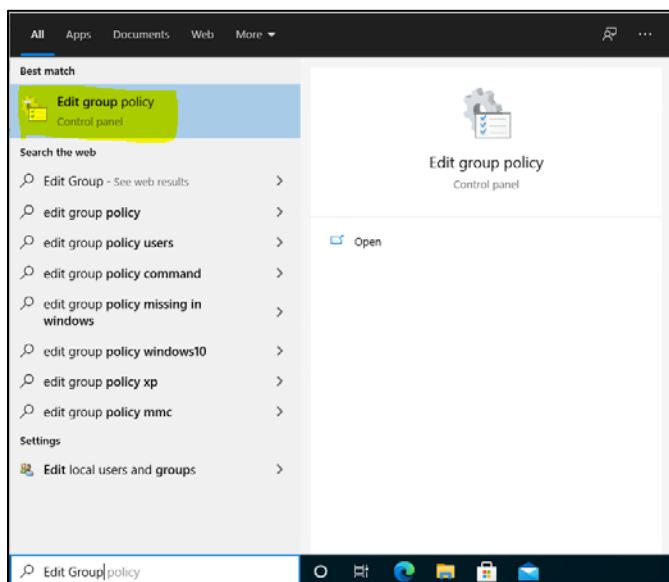 All Apps Documents Web More
Best match
Edit group policy
Control panel
Search the web
Edit Group - See web results
edit group policy
edit group policy users
edit group policy command
edit group policy missing in
windows
edit group policy windows10
edit group policy xp
edit group policy mmc
Settings
Edit local users and groups
Edit group policy
Control panel
Open
Edit Group policy